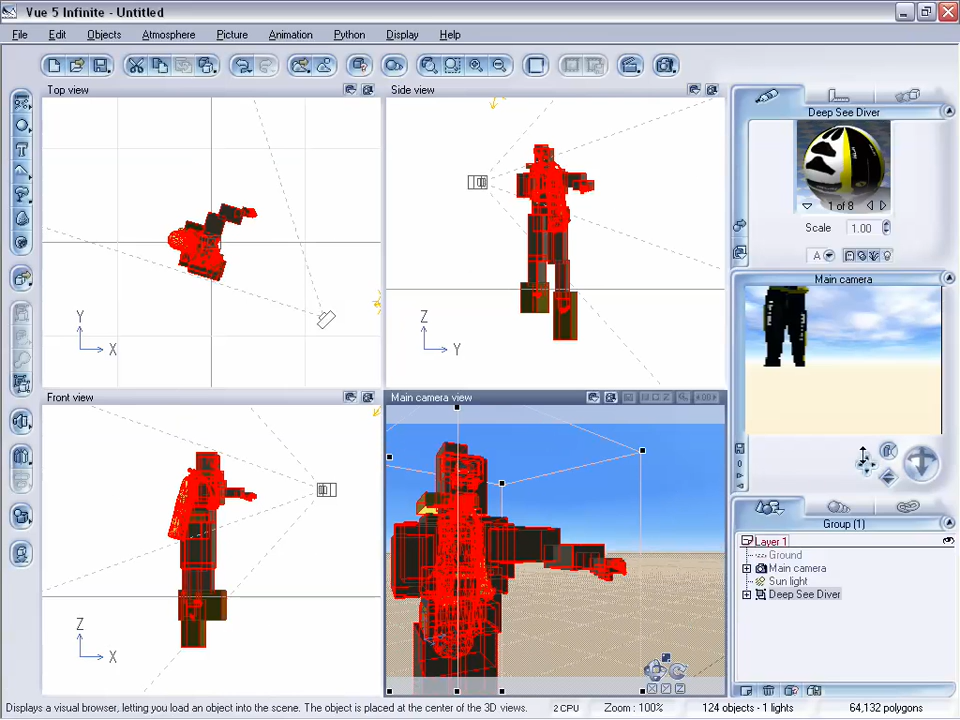 Vue 5 Infinite - Untitled
File Edit Objects Atmosphere Picture Animation Python Display Help
Top view
Side view
Deep See Diver
1 of 8
Scale 1.00
A
Main camera
Y
X
Z
Y
Front view
Main camera view
Z
X
0
Group (1)
Layer 1
Ground
Main camera
Sun light
Deep See Diver
Displays a visual browser, letting you load an object into the scene. The object is placed at the center of the 3D views.
2 CPU
Zoom : 100%
124 objects - 1 lights
64,132 polygons